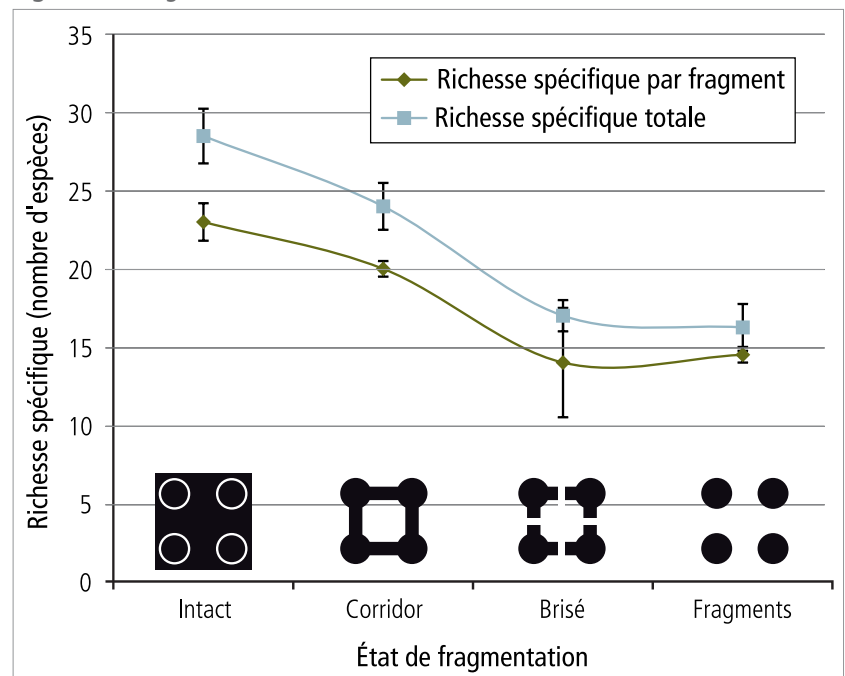 35
30
25
20
15
10
5
0
Richesse spécifique (nombre d'espèces)
Richesse spécifique par fragment
Richesse spécifique totale
Intact
Corridor
Brisé
Fragments
État de fragmentation